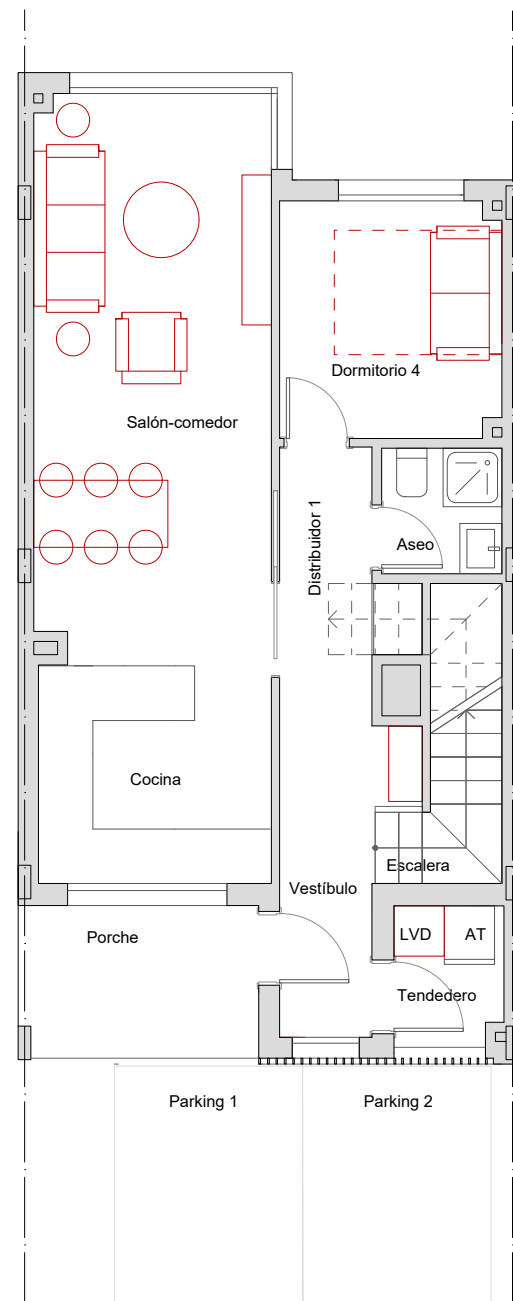 Dormitorio 4
Salón-comedor
Distribuidor 1
Aseo
Cocina
Escalera
Vestíbulo
Porche
LVD
AT
Tendedero
Parking 1
Parking 2